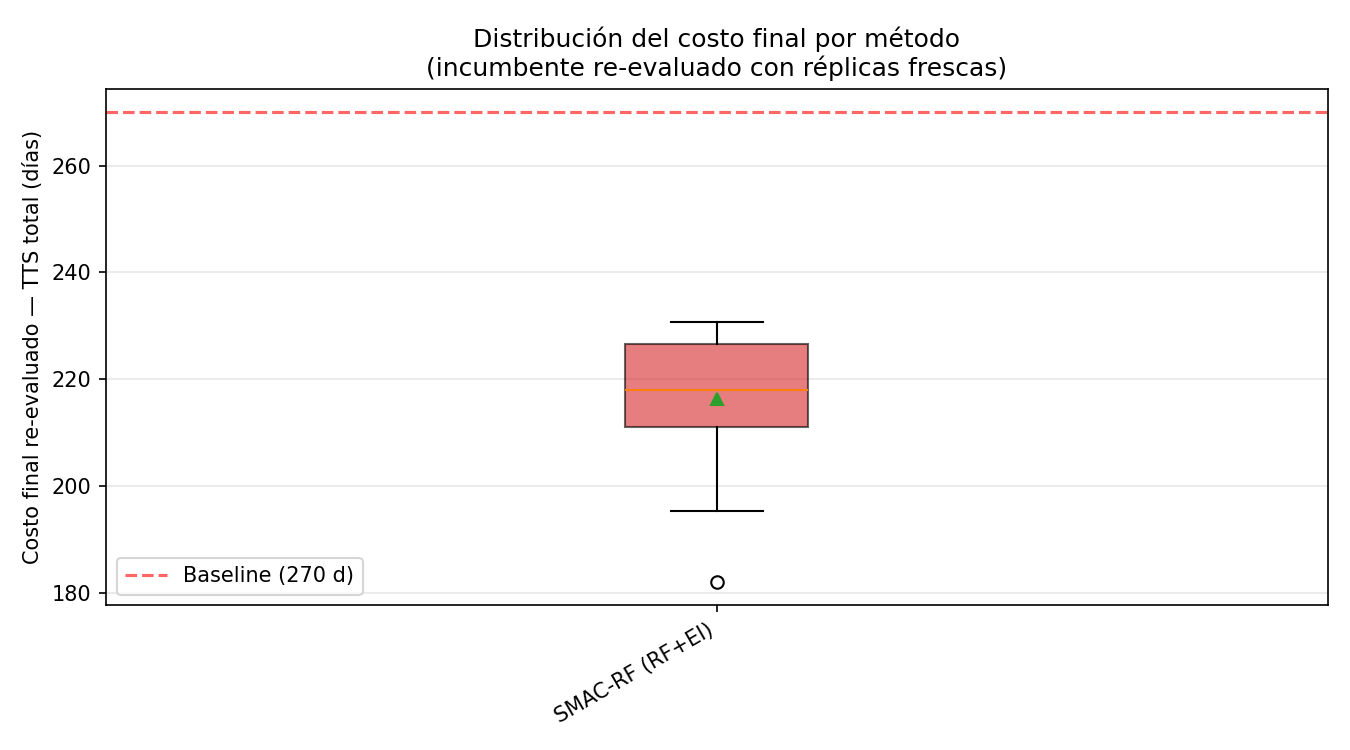 Distribución del costo final por método
(incumbente re-evaluado con réplicas frescas)
Costo final re-evaluado — TTS total (días)
260
240
220
200
180
Baseline (270 d)
SMAC-RF (RF+EI)